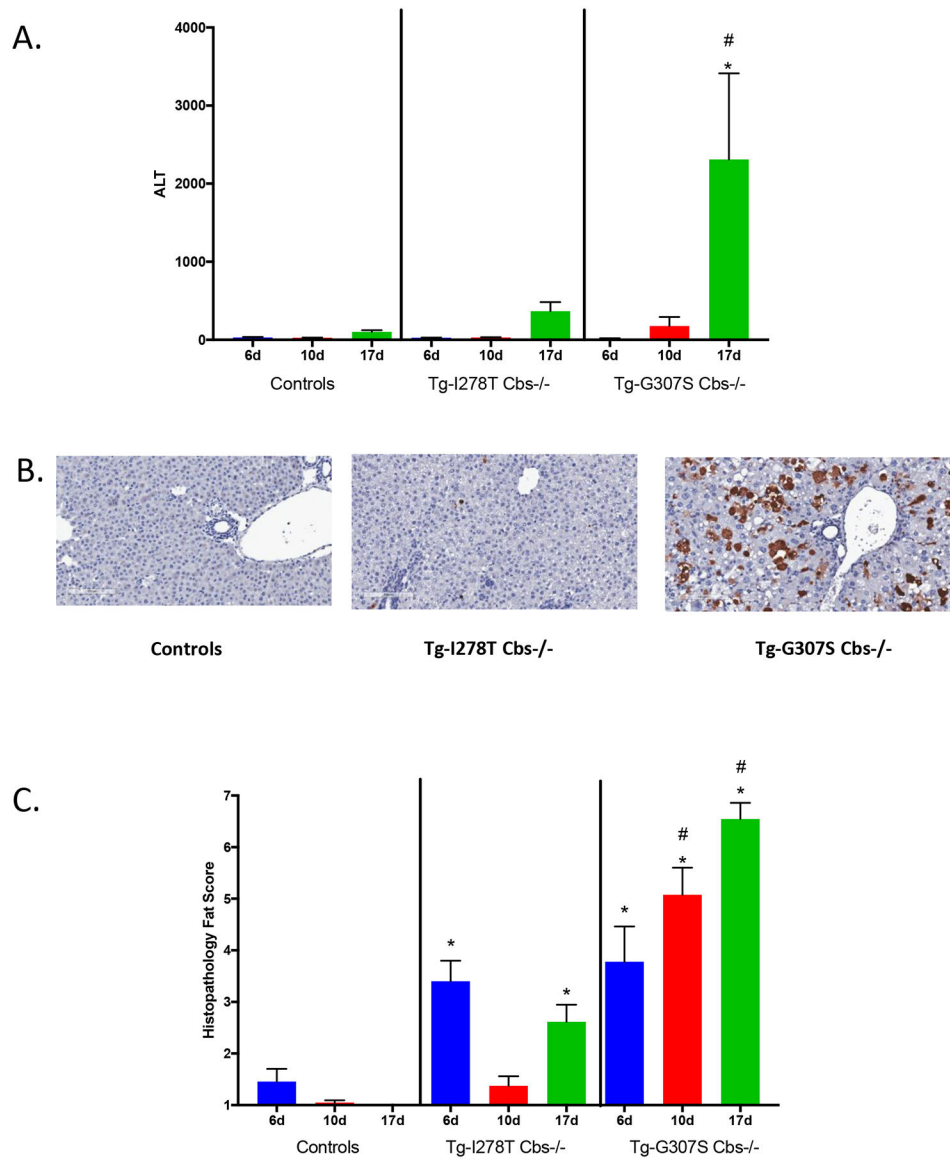 A.
4000
3000
2000
1000
0
ALT
#
*
6d 10d 17d 6d 10d 17d 6d 10d 17d
Controls Tg-I278T Cbs-/- Tg-G307S Cbs-/-
B.
Controls Tg-I278T Cbs-/- Tg-G307S Cbs-/-
C.
7
6
5
4
3
2
1
Histopathology Fat Score
* * * # * # *
6d 10d 17d 6d 10d 17d 6d 10d 17d
Controls Tg-I278T Cbs-/- Tg-G307S Cbs-/-